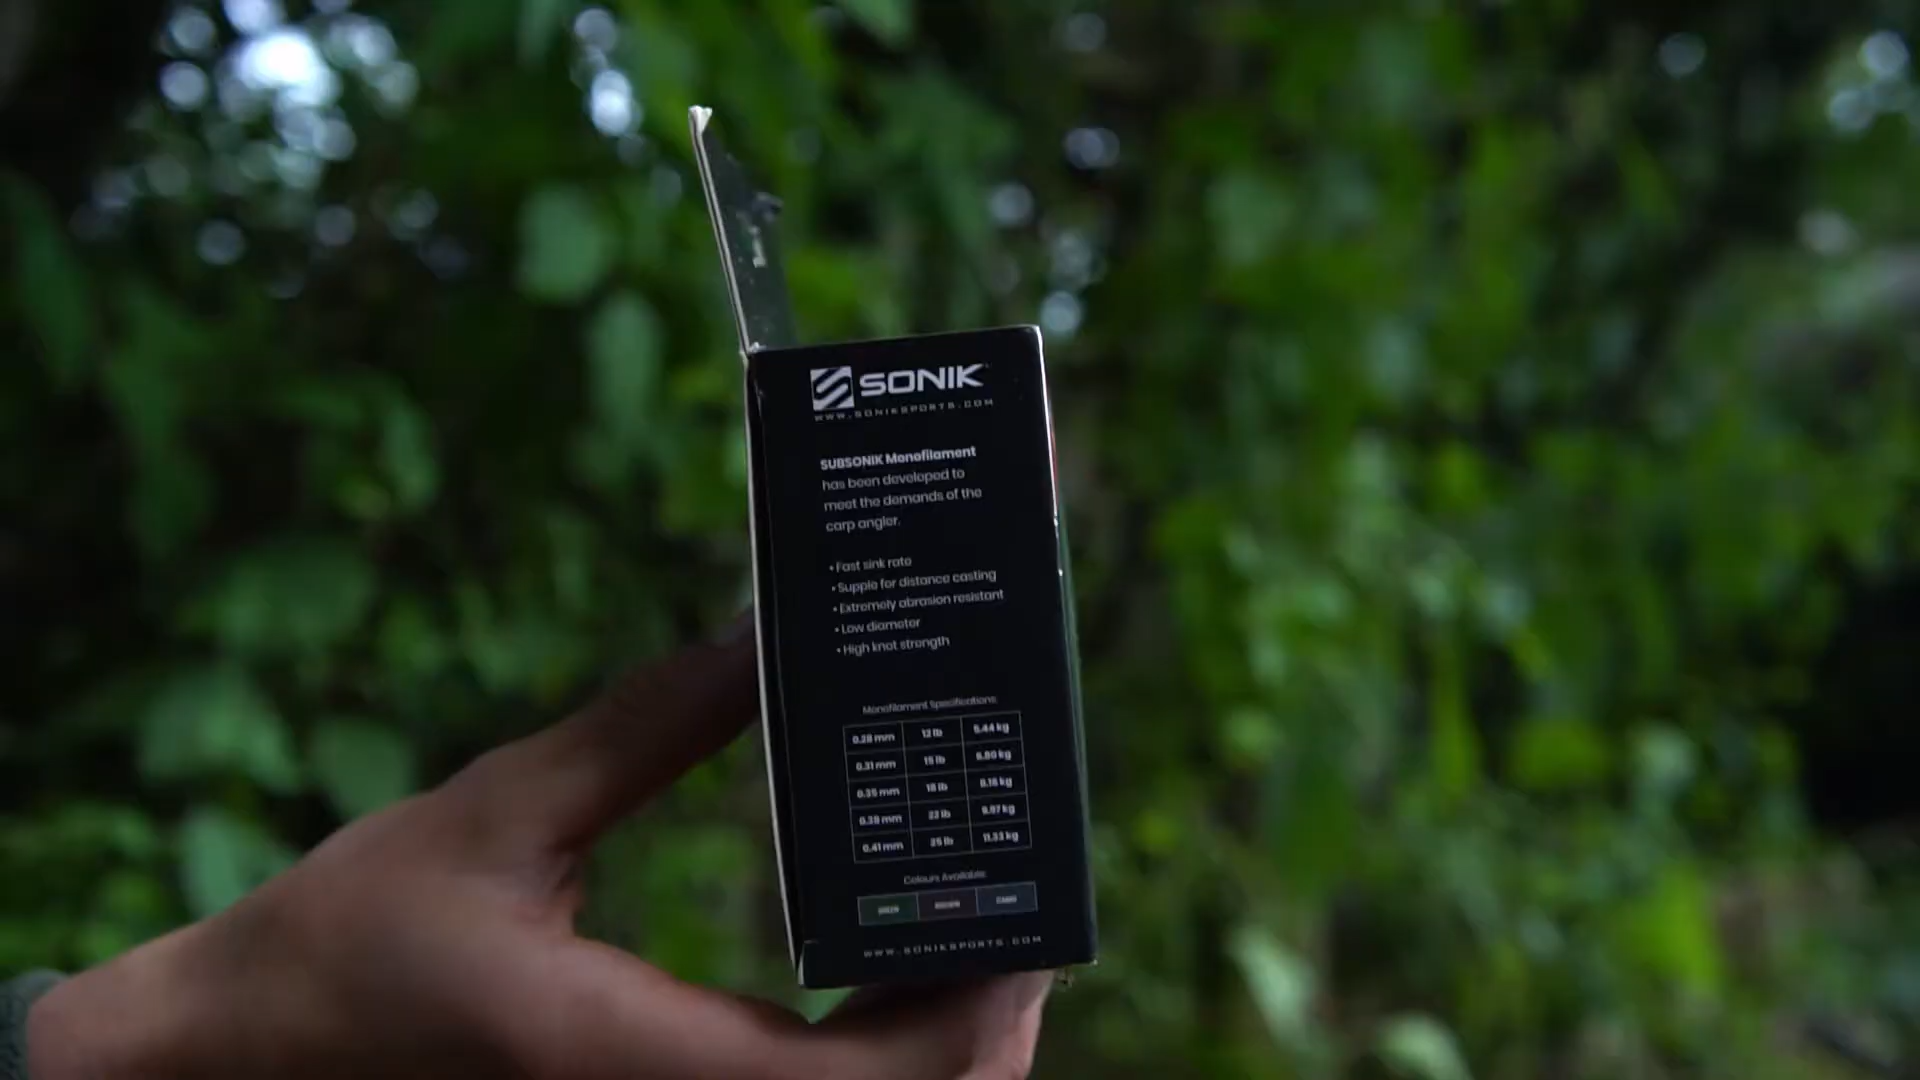 SONIK
WWW.SONIKSPORTS.COM
SUBSONIK Monofilament
has been developed to
meet the demands of the
carp angler.
• Fast sink rate
• Supple for distance casting
• Extremely abrasion resistant
• Low diameter
• High knot strength
Monofilament Specifications:
0.28 mm 12 lb 5.44 kg
0.31 mm 15 lb 6.80 kg
0.35 mm 18 lb 8.16 kg
0.38 mm 22 lb 9.97 kg
0.41 mm 25 lb 11.33 kg
Colours Available:
GREEN BROWN CAMO
WWW.SONIKSPORTS.COM